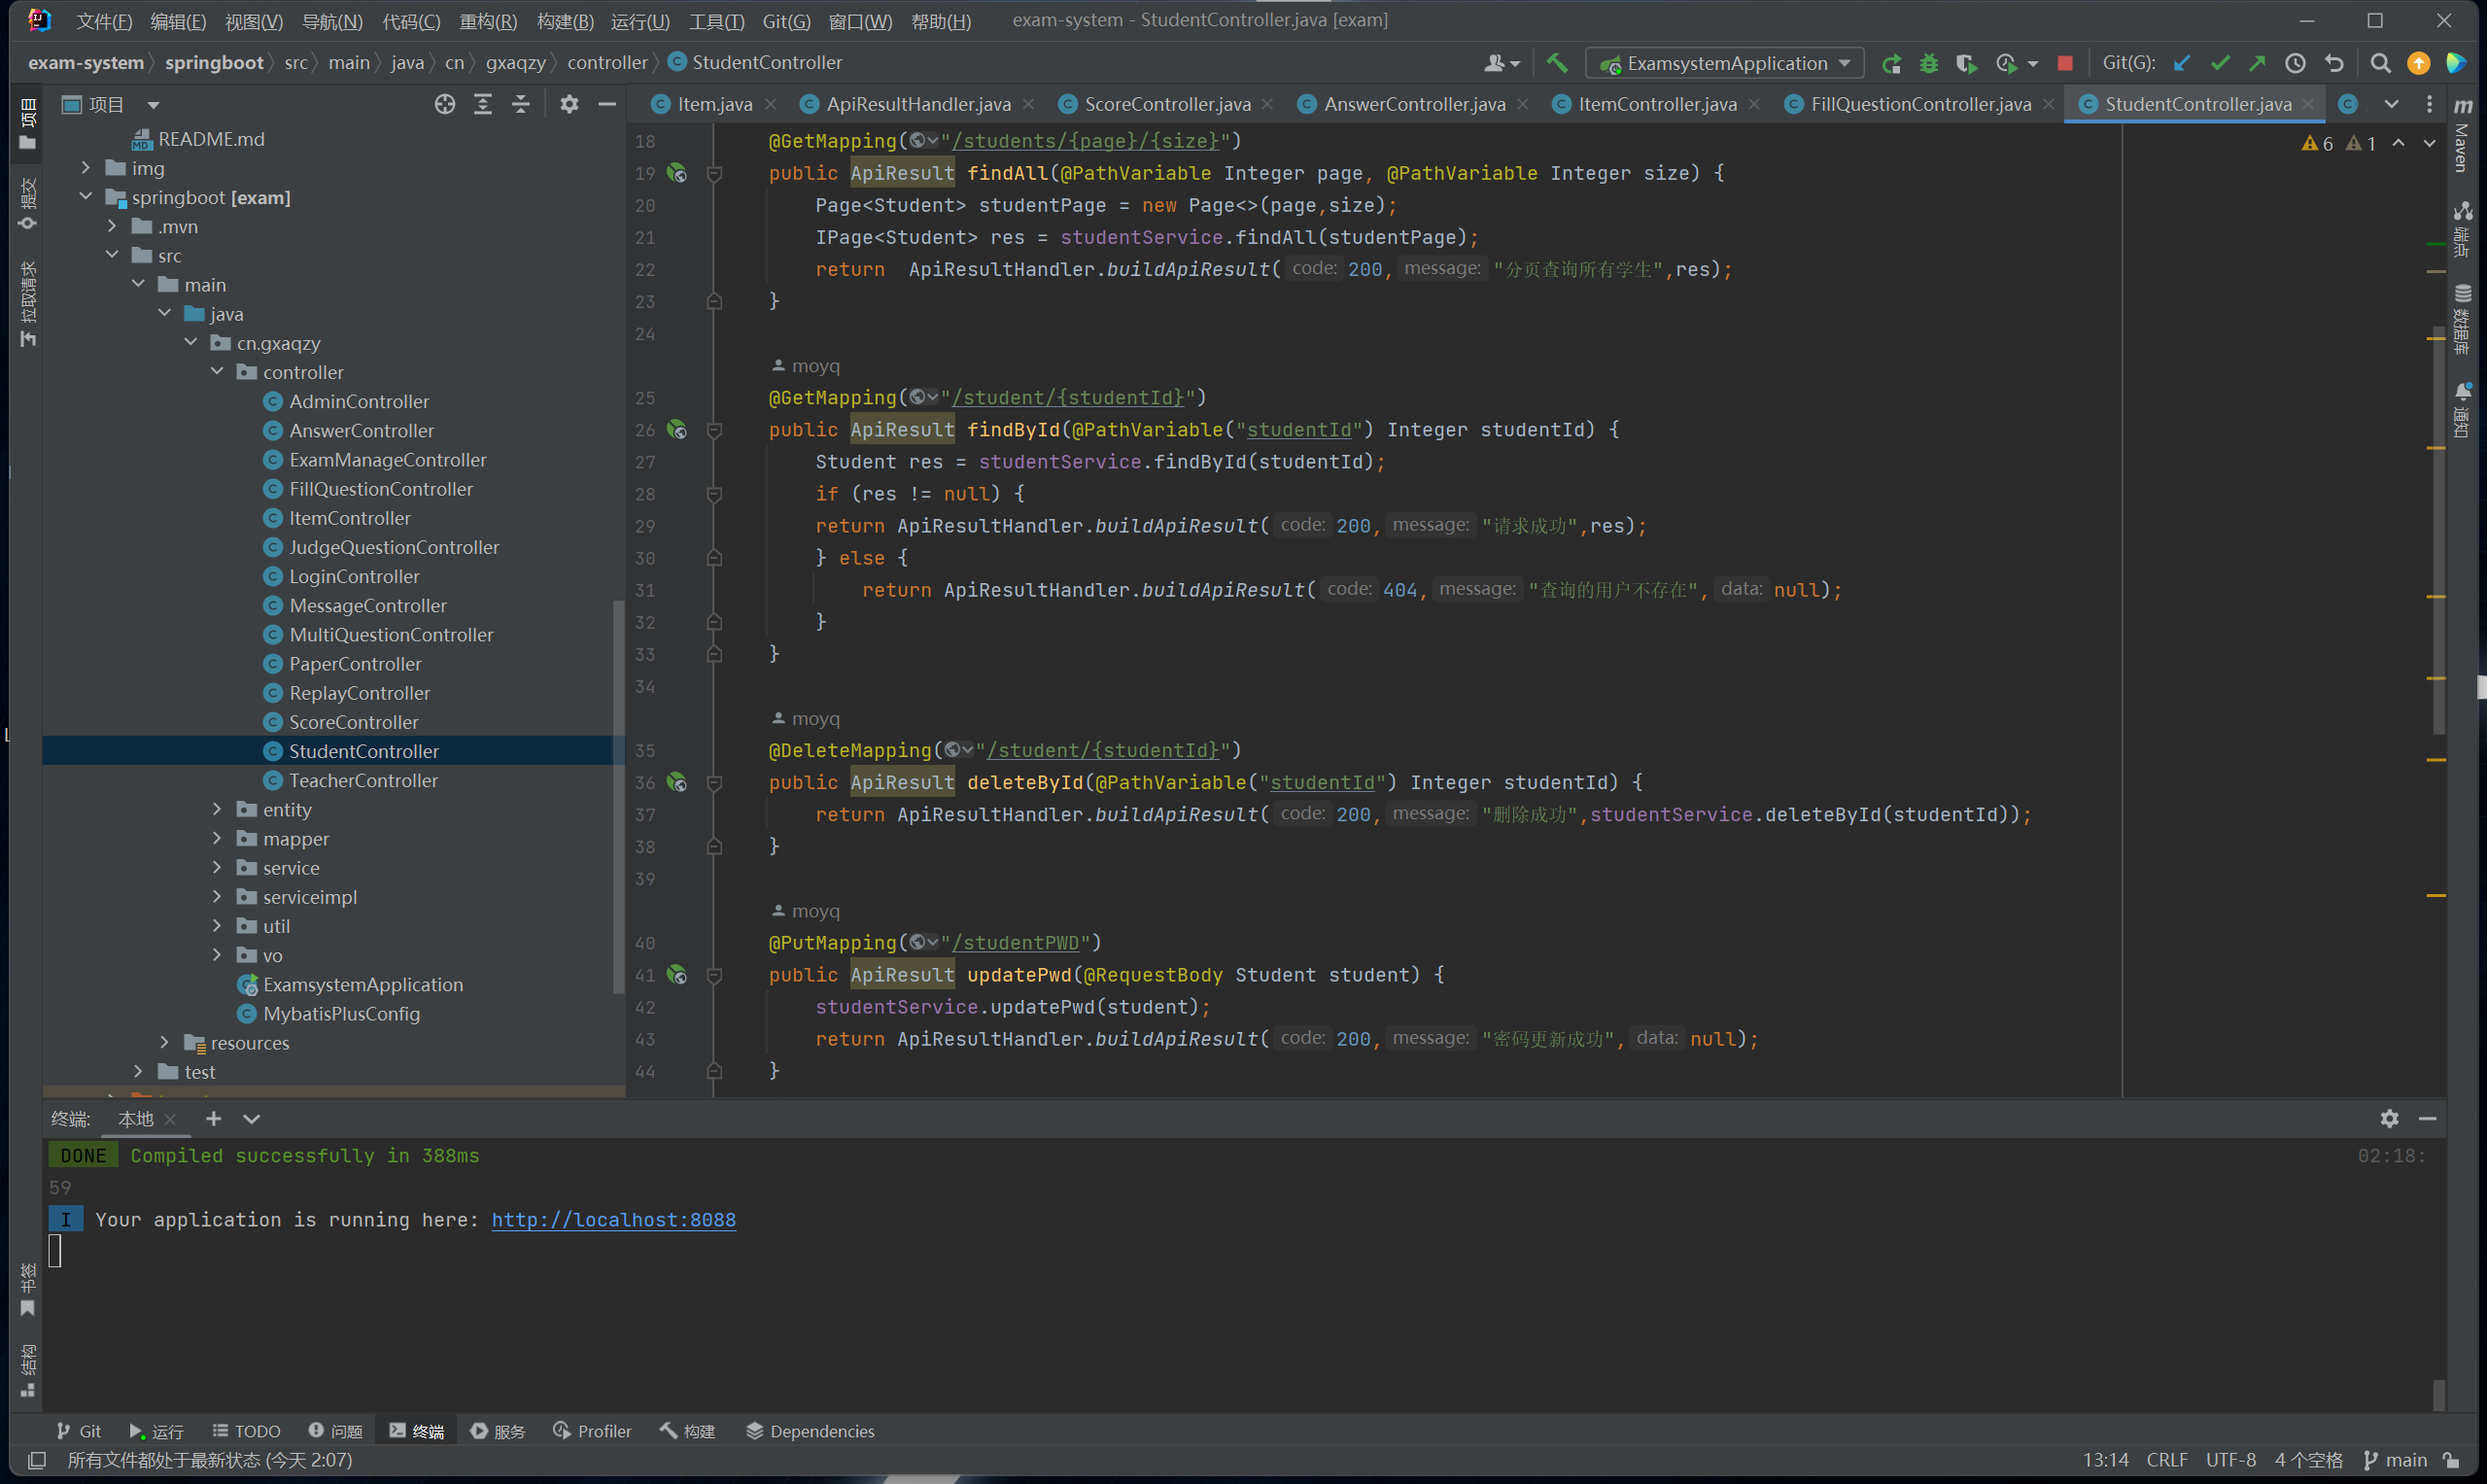 文件(F) 编辑(E) 视图(V) 导航(N) 代码(C) 重构(R) 构建(B) 运行(U) 工具(T) Git(G) 窗口(W) 帮助(H) exam-system - StudentController.java [exam]
exam-system springboot src main java cn gxaqzy controller StudentController ExamsystemApplication Git(G):
项目
Item.java ApiResultHandler.java ScoreController.java AnswerController.java ItemController.java FillQuestionController.java StudentController.java
项目
提交
拉取请求
书签
结构
README.md
img
springboot [exam]
.mvn
src
main
java
cn.gxaqzy
controller
AdminController
AnswerController
ExamManageController
FillQuestionController
ItemController
JudgeQuestionController
LoginController
MessageController
MultiQuestionController
PaperController
ReplayController
ScoreController
StudentController
TeacherController
entity
mapper
service
serviceimpl
util
vo
ExamsystemApplication
MybatisPlusConfig
resources
test
6 1
18 @GetMapping("/students/{page}/{size}")
19 public ApiResult findAll(@PathVariable Integer page, @PathVariable Integer size) {
20 Page<Student> studentPage = new Page<>(page,size);
21 IPage<Student> res = studentService.findAll(studentPage);
22 return ApiResultHandler.buildApiResult( code: 200, message: "分页查询所有学生",res);
23 }
24
moyq
25 @GetMapping("/student/{studentId}")
26 public ApiResult findById(@PathVariable("studentId") Integer studentId) {
27 Student res = studentService.findById(studentId);
28 if (res != null) {
29 return ApiResultHandler.buildApiResult( code: 200, message: "请求成功",res);
30 } else {
31 return ApiResultHandler.buildApiResult( code: 404, message: "查询的用户不存在", data: null);
32 }
33 }
34
moyq
35 @DeleteMapping("/student/{studentId}")
36 public ApiResult deleteById(@PathVariable("studentId") Integer studentId) {
37 return ApiResultHandler.buildApiResult( code: 200, message: "删除成功",studentService.deleteById(studentId));
38 }
39
moyq
40 @PutMapping("/studentPWD")
41 public ApiResult updatePwd(@RequestBody Student student) {
42 studentService.updatePwd(student);
43 return ApiResultHandler.buildApiResult( code: 200, message: "密码更新成功", data: null);
44 }
m Maven
端点
数据库
通知
终端: 本地
DONE Compiled successfully in 388ms 02:18:
59
I Your application is running here: http://localhost:8088
Git 运行 TODO 问题 终端 服务 Profiler 构建 Dependencies
所有文件都处于最新状态 (今天 2:07) 13:14 CRLF UTF-8 4 个空格 main